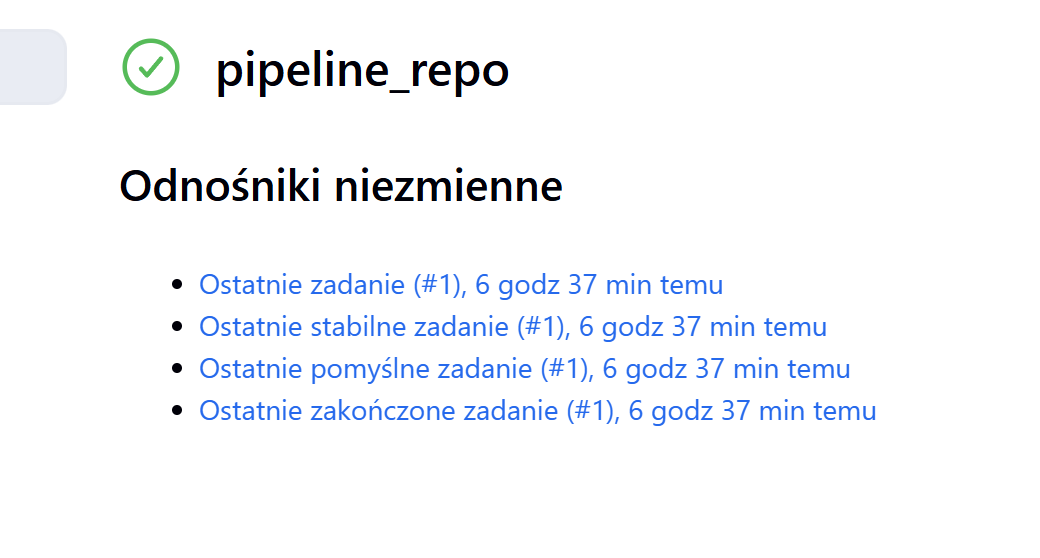 pipeline_repo
Odnośniki niezmienne
Ostatnie zadanie (#1), 6 godz 37 min temu
Ostatnie stabilne zadanie (#1), 6 godz 37 min temu
Ostatnie pomyślne zadanie (#1), 6 godz 37 min temu
Ostatnie zakończone zadanie (#1), 6 godz 37 min temu